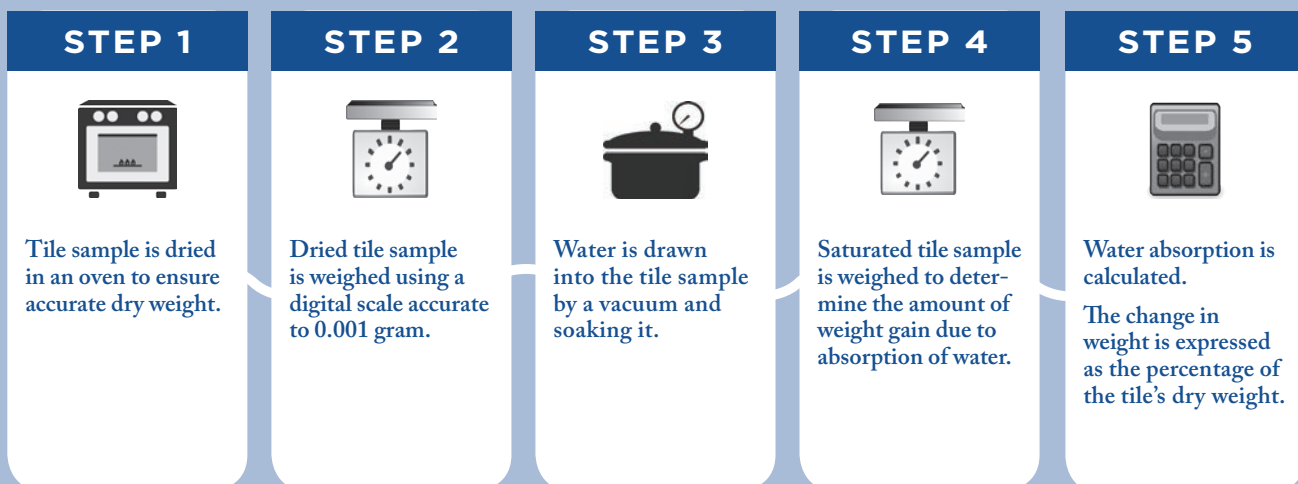 STEP 1
Tile sample is dried
in an oven to ensure
accurate dry weight.
STEP 2
Dried tile sample
is weighed using a
digital scale accurate
to 0.001 gram.
STEP 3
Water is drawn
into the tile sample
by a vacuum and
soaking it.
STEP 4
Saturated tile sample
is weighed to deter-
mine the amount of
weight gain due to
absorption of water.
STEP 5
Water absorption is
calculated.
The change in
weight is expressed
as the percentage of
the tile's dry weight.